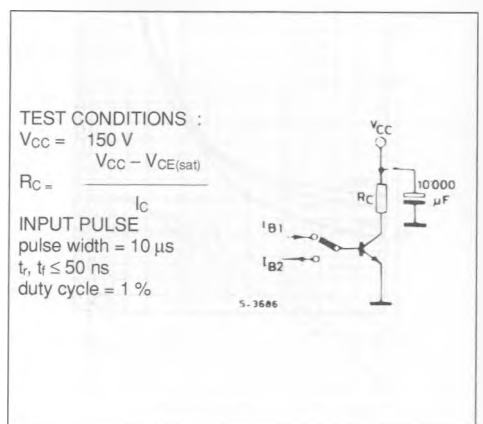 TEST CONDITIONS :
VCC = 150 V
RC = VCC – VCE(sat)
IC
INPUT PULSE
pulse width = 10 µs
tr, tf ≤ 50 ns
duty cycle = 1 %
VCC
RC
10000
µF
IB1
IB2
S-3686